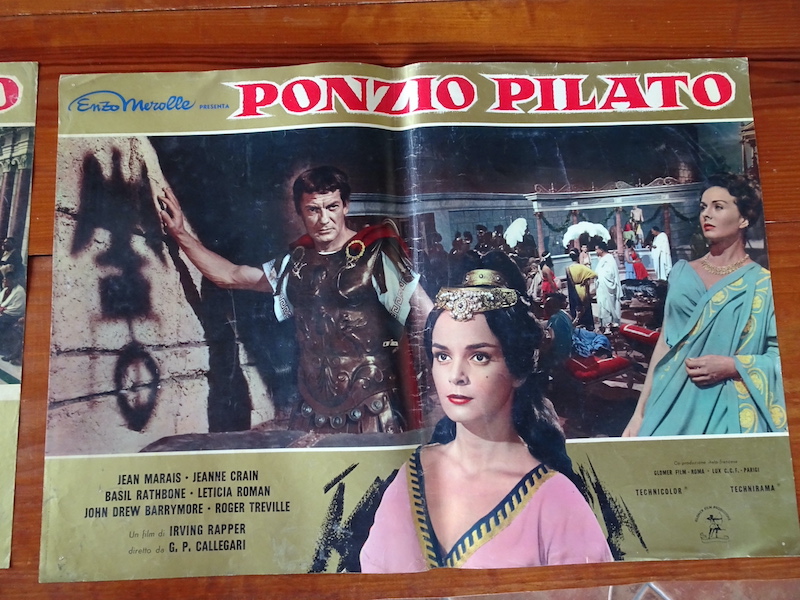 O
Enzo Merolle PRESENTA PONZIO PILATO
JEAN MARAIS · JEANNE CRAIN
BASIL RATHBONE · LETICIA ROMAN
JOHN DREW BARRYMORE · ROGER TREVILLE
Un film di IRVING RAPPER
diretto da G. P. CALLEGARI
GLOMER FILM - ROMA - LUX C.C.F. - PARIGI
TECHNICOLOR TECHNIRAMA